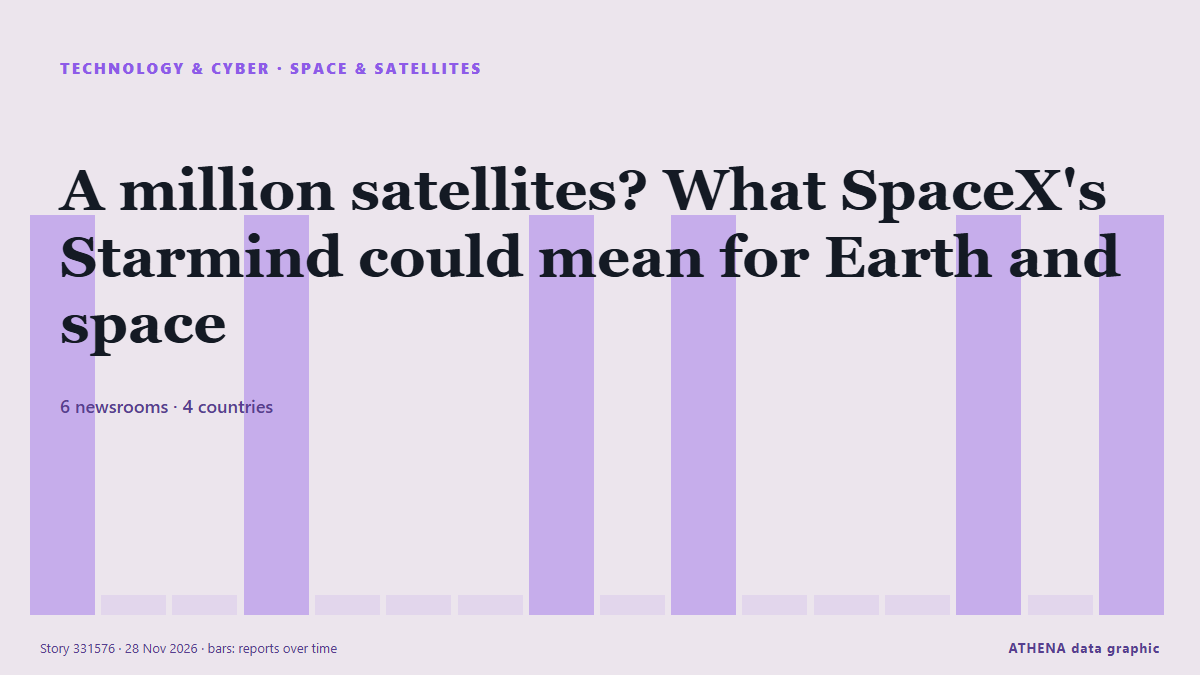 TECHNOLOGY & CYBER · SPACE & SATELLITES
A million satellites? What SpaceX's
Starmind could mean for Earth and
space
6 newsrooms · 4 countries
Story 331576 · 28 Nov 2026 · bars: reports over time
ATHENA data graphic